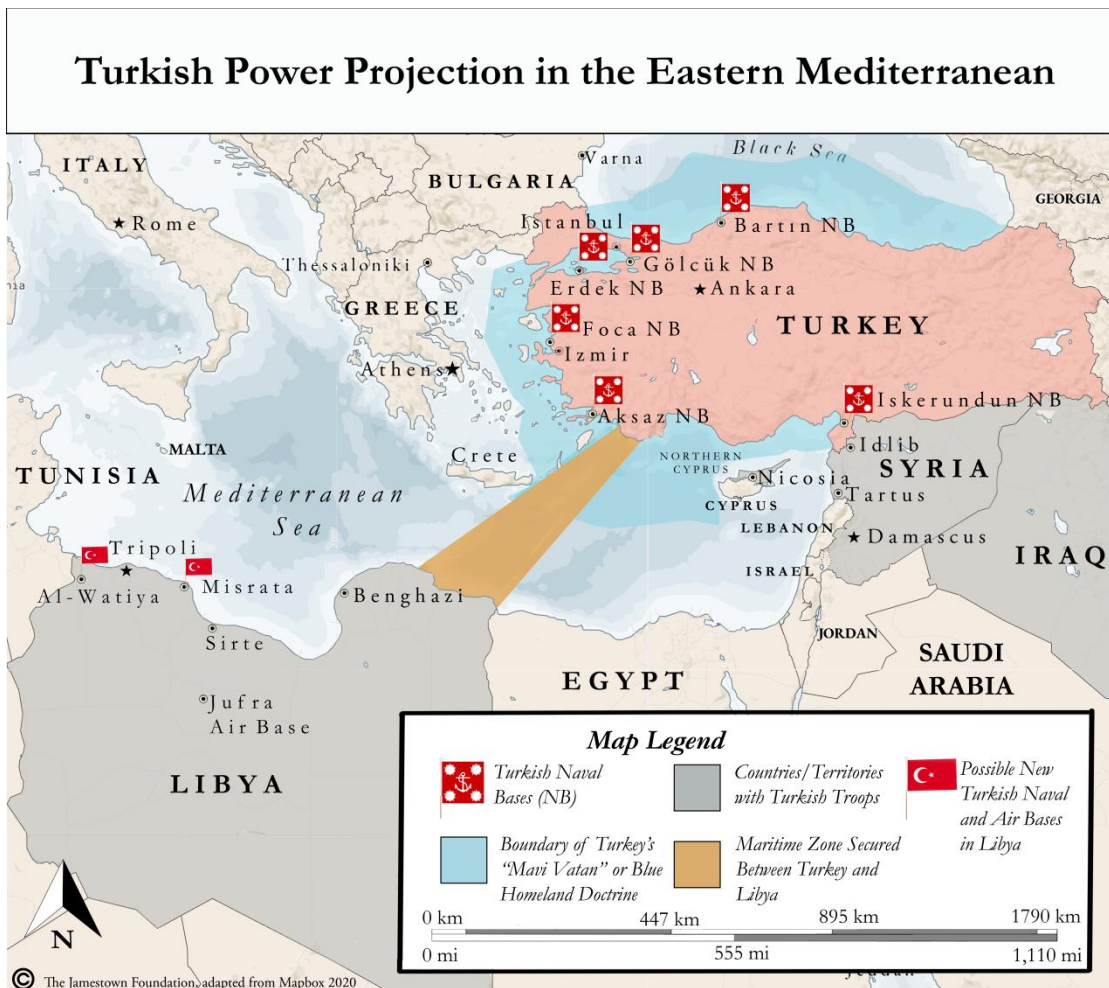 Turkish Power Projection in the Eastern Mediterranean
Black Sea
Varna
ITALY
BULGARIA
GEORGIA
Rome
Istanbul
Bartın NB
Thessaloniki
Gölcük NB
Erdek NB
Ankara
GREECE
TURKEY
Foca NB
Izmir
Athens
Iskerundun NB
Aksaz NB
Idlib
MALTA
Crete
NORTHERN
CYPRUS
TUNISIA
SYRIA
Nicosia
Mediterranean
Sea
Tartus
CYPRUS
LEBANON
Damascus
Tripoli
IRAQ
ISRAEL
Al-Watiya
Misrata
Benghazi
Sirte
JORDAN
SAUDI
ARABIA
EGYPT
Jufra
Air Base
LIBYA
Map Legend
Turkish Naval
Bases (NB)
Countries/Territories
with Turkish Troops
Possible New
Turkish Naval
and Air Bases
in Libya
Boundary of Turkey's
“Mavi Vatan” or Blue
Homeland Doctrine
Maritime Zone Secured
Between Turkey and
Libya
0 km 447 km 895 km 1790 km
0 mi 555 mi 1,110 mi
N
© The Jamestown Foundation, adapted from Mapbox 2020